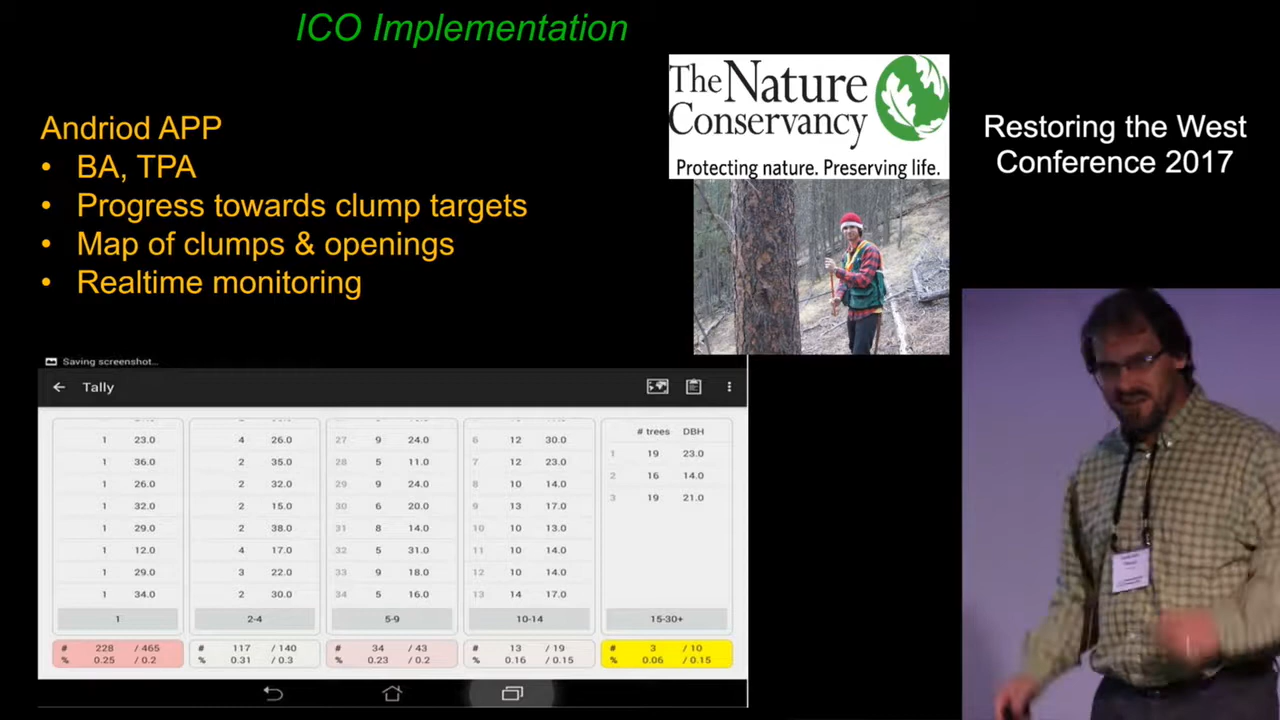 ICO Implementation
The Nature
Conservancy
Protecting nature. Preserving life.
Restoring the West
Conference 2017
Andriod APP
• BA, TPA
• Progress towards clump targets
• Map of clumps & openings
• Realtime monitoring
Saving screenshot...
Tally
# trees DBH
1 23.0 4 26.0 27 9 24.0 6 12 30.0 1 19 23.0
1 36.0 2 35.0 28 5 11.0 7 12 23.0 2 16 14.0
1 26.0 2 32.0 29 9 24.0 8 10 14.0 3 19 21.0
1 32.0 2 15.0 30 6 20.0 9 13 17.0
1 29.0 2 38.0 31 8 14.0 10 10 13.0
1 12.0 4 17.0 32 5 31.0 11 10 14.0
1 29.0 3 22.0 33 9 18.0 12 10 14.0
1 34.0 2 30.0 34 5 16.0 13 14 17.0
1 2-4 5-9 10-14 15-30+
# 228 / 465 # 117 / 140 # 34 / 43 # 13 / 19 # 3 / 10
% 0.25 / 0.2 % 0.31 / 0.3 % 0.23 / 0.2 % 0.16 / 0.15 % 0.06 / 0.15